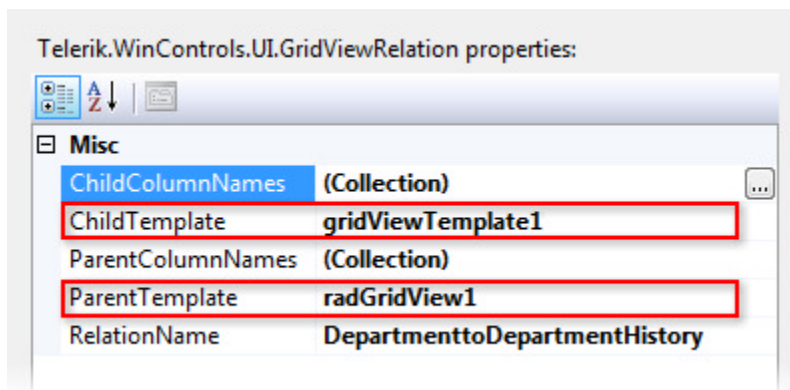 Telerik.WinControls.UI.GridViewRelation properties:
A
Z
Misc
ChildColumnNames (Collection) ...
ChildTemplate gridViewTemplate1
ParentColumnNames (Collection)
ParentTemplate radGridView1
RelationName DepartmenttoDepartmentHistory